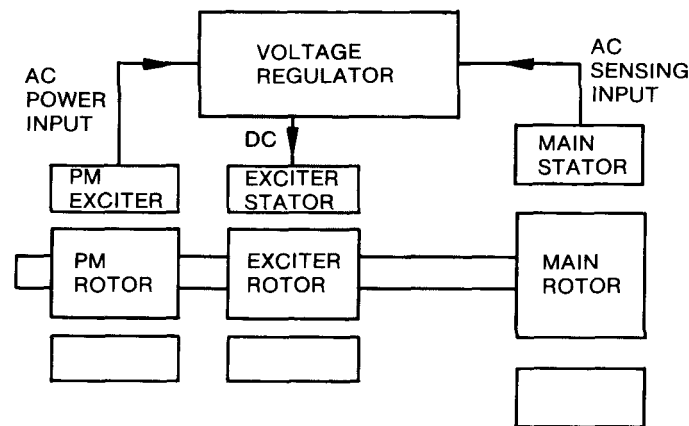 VOLTAGE
REGULATOR
AC
POWER
INPUT
AC
SENSING
INPUT
DC
PM
EXCITER
EXCITER
STATOR
MAIN
STATOR
PM
ROTOR
EXCITER
ROTOR
MAIN
ROTOR